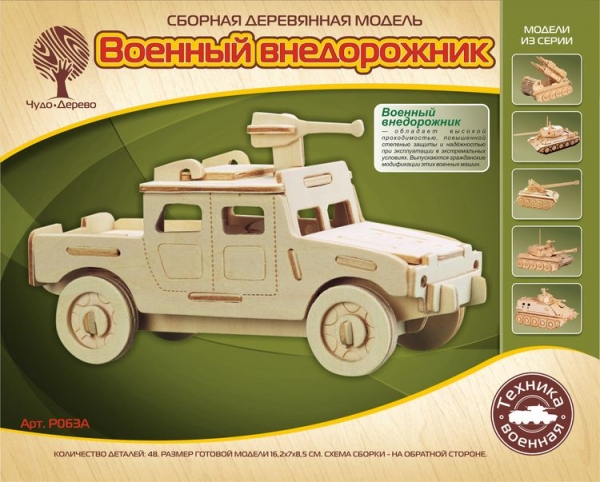 СБОРНАЯ ДЕРЕВЯННАЯ МОДЕЛЬ
Военный внедорожник
Чудо-Дерево
МОДЕЛИ
ИЗ СЕРИИ
Военный
внедорожник
— обладает высокой
проходимостью, повышенной
степенью защиты и надёжностью
при эксплуатации в экстремальных
условиях. Выпускаются гражданские
модификации этих военных машин.
Арт. P063A
Техника
военная
КОЛИЧЕСТВО ДЕТАЛЕЙ: 48. РАЗМЕР ГОТОВОЙ МОДЕЛИ 16,2х7х8,5 СМ. СХЕМА СБОРКИ - НА ОБРАТНОЙ СТОРОНЕ.